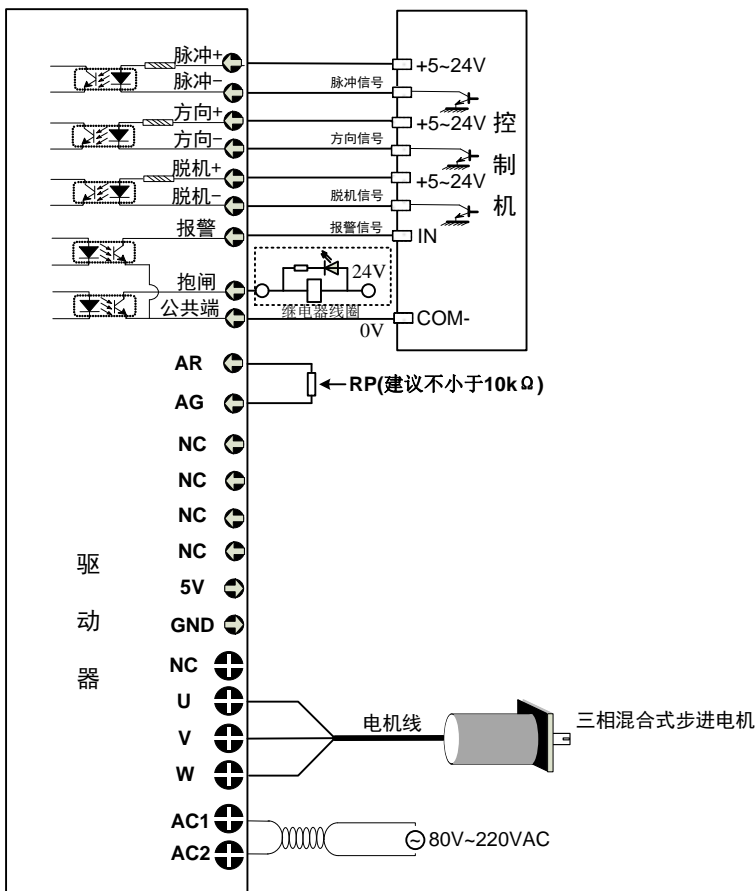 脉冲+
+5~24V
脉冲−
脉冲信号
方向+
+5~24V
方向−
方向信号
脱机+
+5~24V
脱机−
脱机信号
控制机
报警
报警信号
IN
抱闸
24V
继电器线圈
公共端
0V
COM-
AR
RP(建议不小于10kΩ)
AG
NC
NC
NC
NC
5V
GND
驱动器
NC
U
V
电机线
三相混合式步进电机
W
AC1
80V~220VAC
AC2